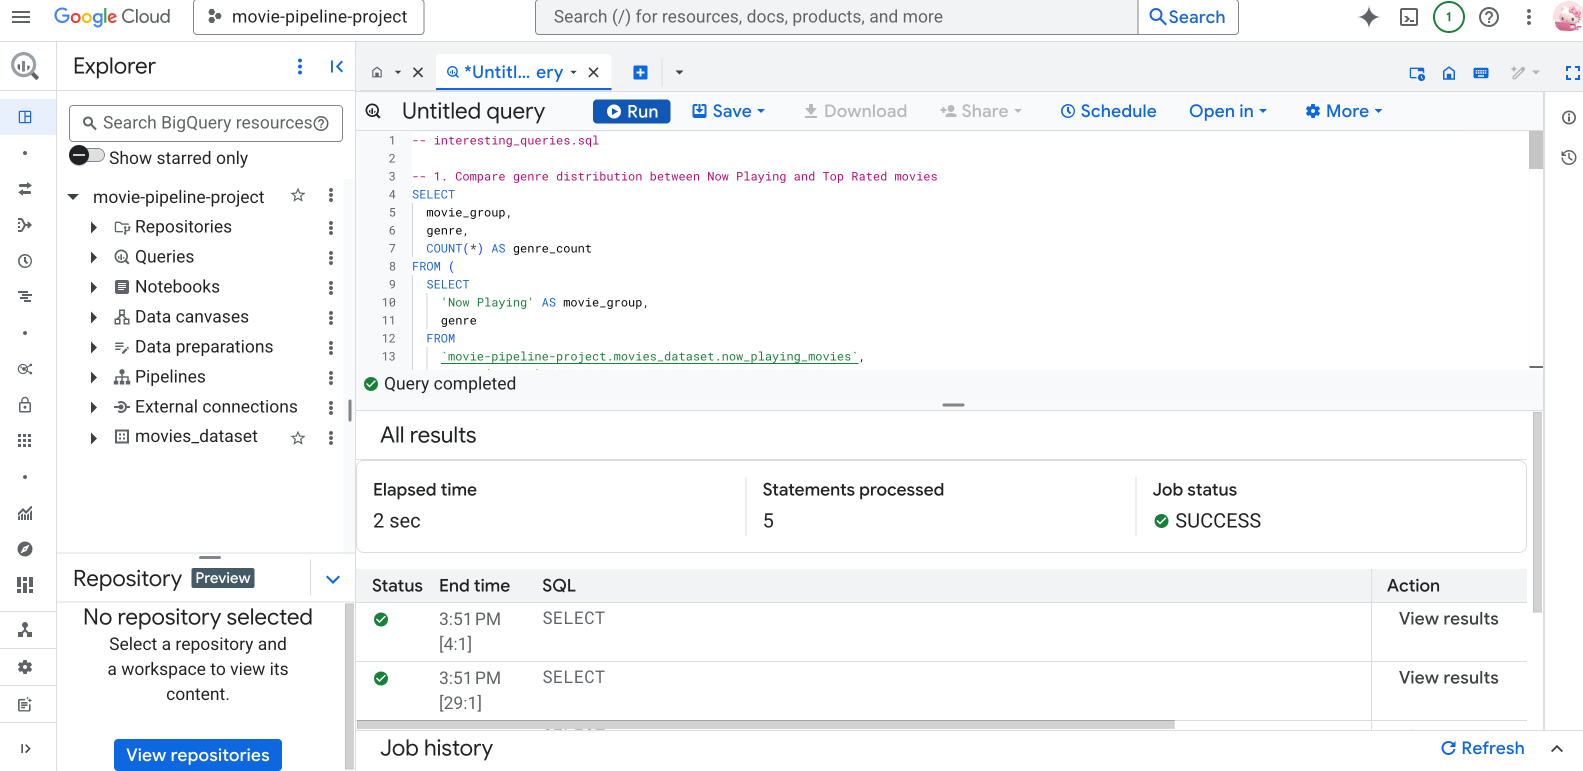 Google Cloud
movie-pipeline-project
Search (/) for resources, docs, products, and more
Search
1
Explorer
*Untitl... ery
Search BigQuery resources
Show starred only
movie-pipeline-project
Repositories
Queries
Notebooks
Data canvases
Data preparations
Pipelines
External connections
movies_dataset
Repository
Preview
No repository selected
Select a repository and
a workspace to view its
content.
View repositories
Untitled query
Run
Save
Download
Share
Schedule
Open in
More
1 -- interesting_queries.sql
2
3 -- 1. Compare genre distribution between Now Playing and Top Rated movies
4 SELECT
5 movie_group,
6 genre,
7 COUNT(*) AS genre_count
8 FROM (
9 SELECT
10 'Now Playing' AS movie_group,
11 genre
12 FROM
13 `movie-pipeline-project.movies_dataset.now_playing_movies`,
Query completed
All results
Elapsed time
2 sec
Statements processed
5
Job status
SUCCESS
Status End time SQL Action
3:51 PM SELECT View results
[4:1]
3:51 PM SELECT View results
[29:1]
Job history
Refresh